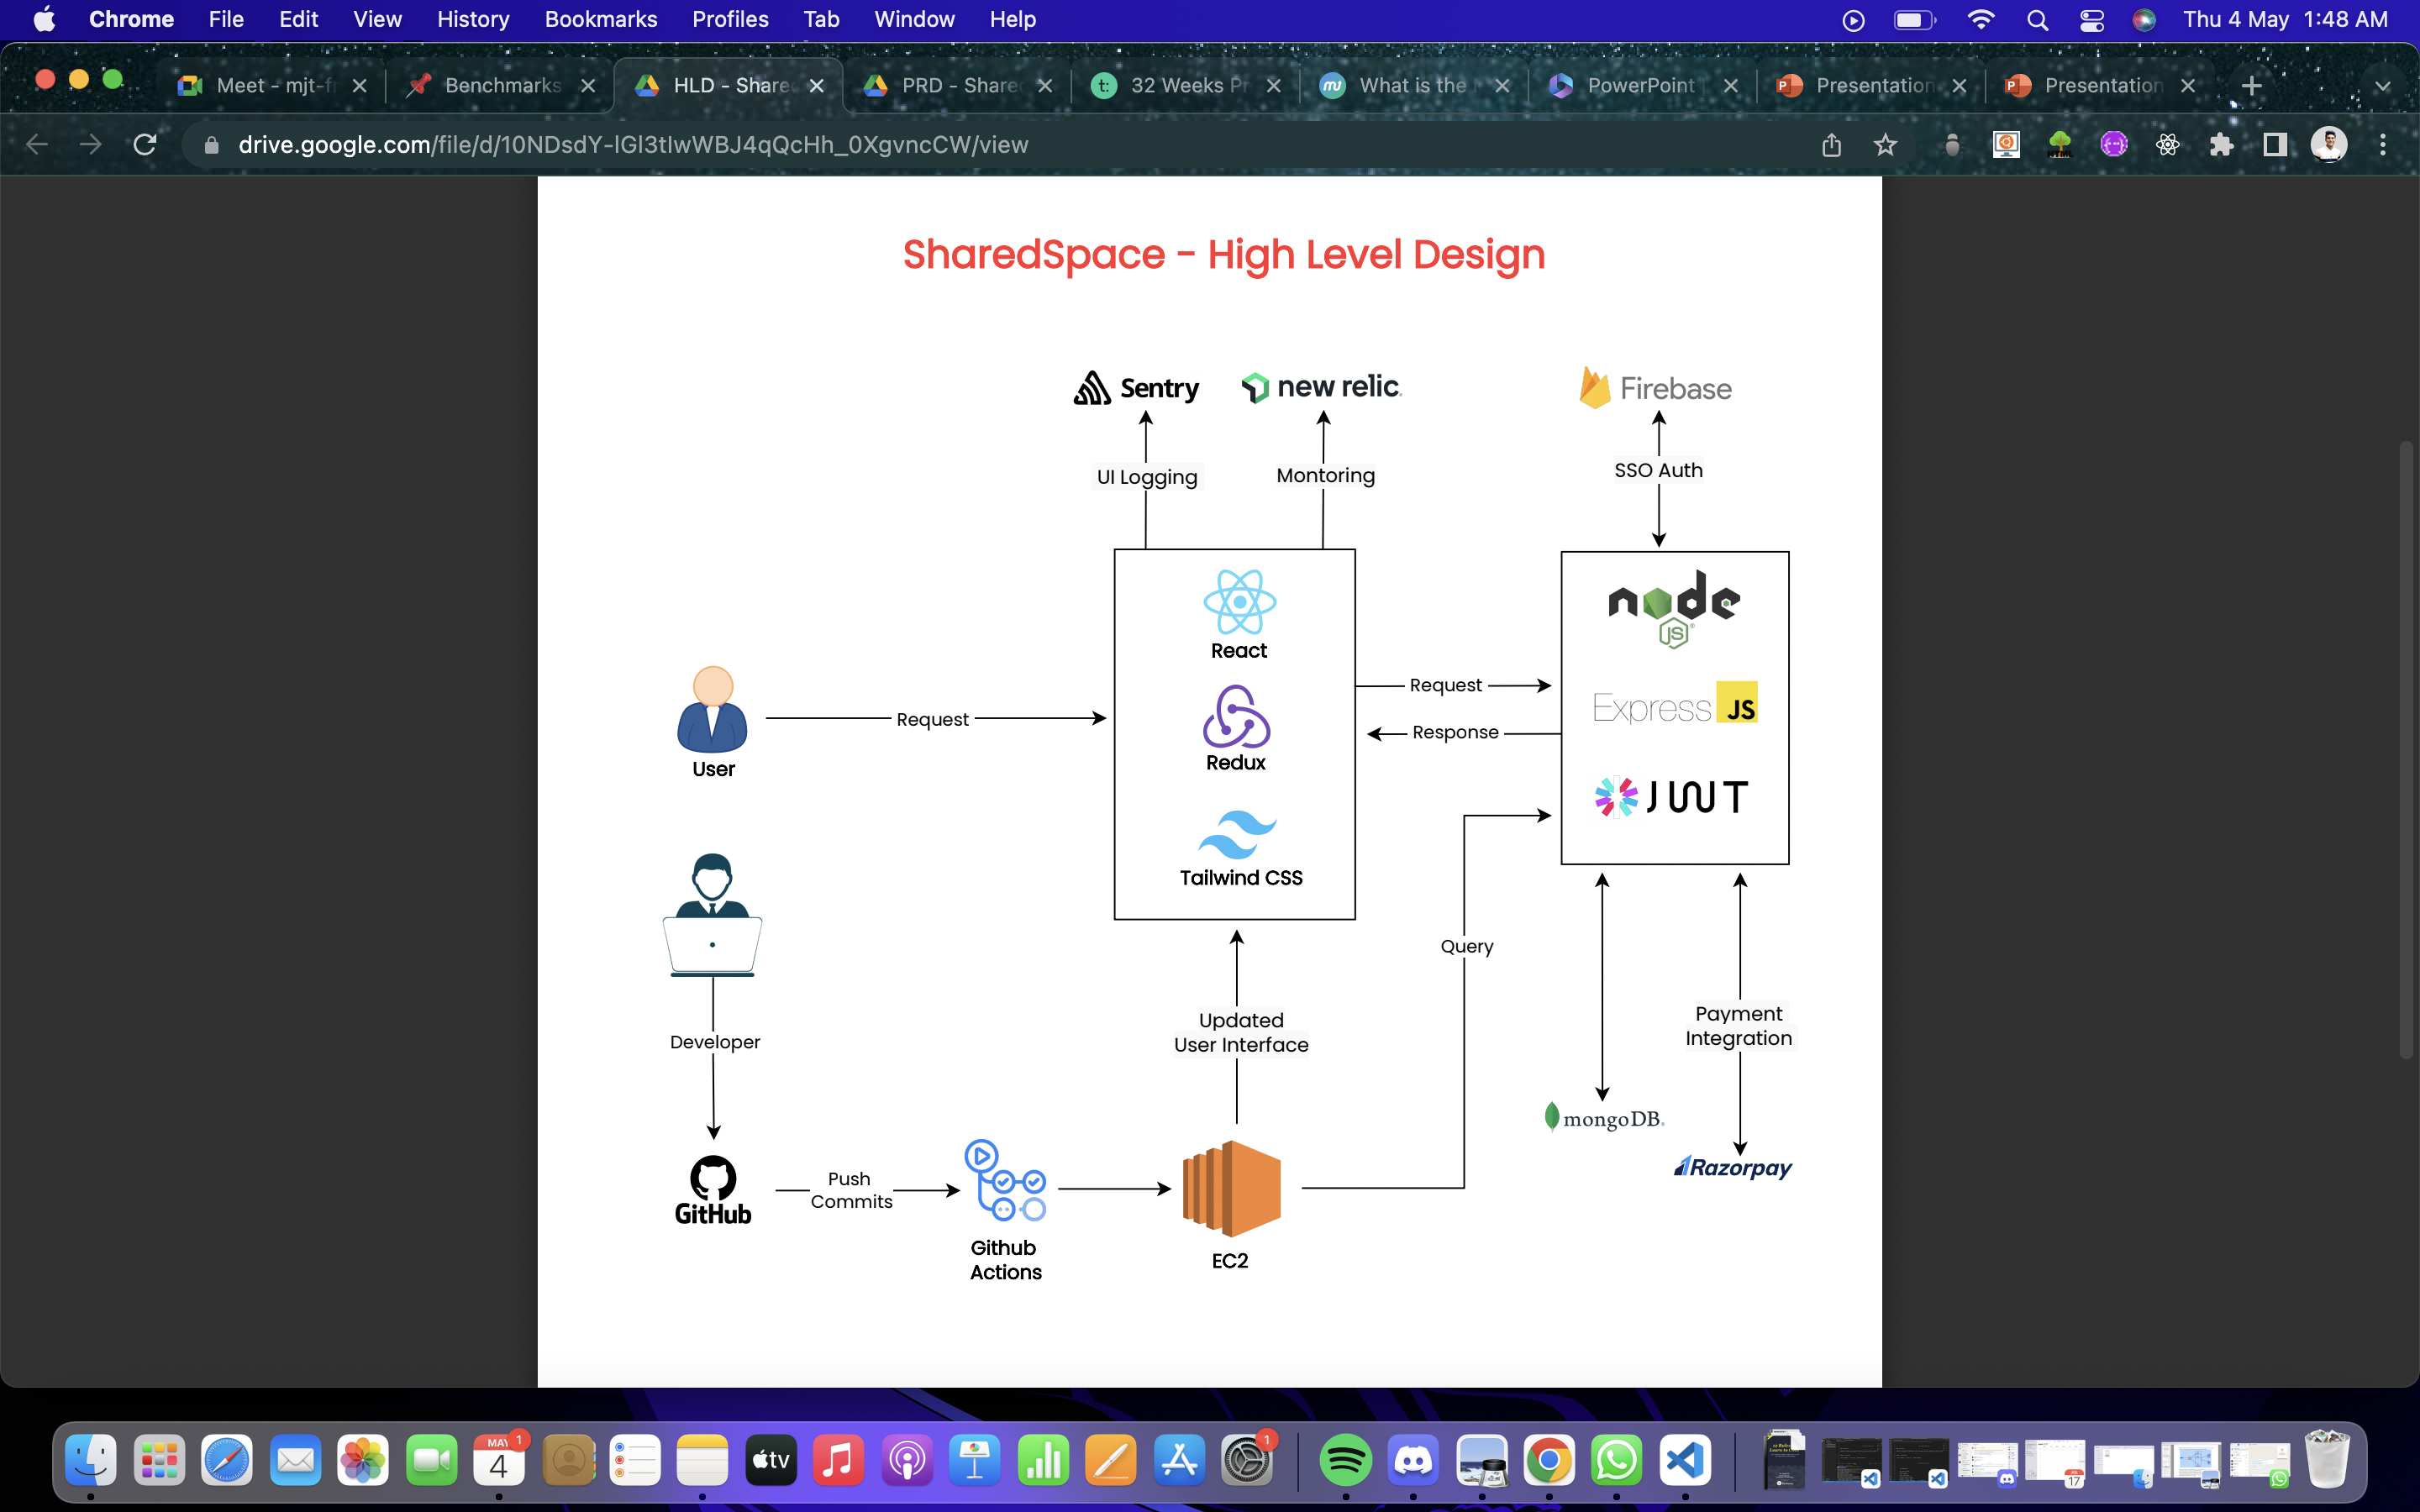 Chrome File Edit View History Bookmarks Profiles Tab Window Help Thu 4 May 1:48 AM
Meet - mjt-f Benchmarks HLD - Share PRD - Share 32 Weeks Pr What is the PowerPoint Presentation Presentation
drive.google.com/file/d/10NDsdY-lGl3tIwWBJ4qQcHh_0XgvncCW/view
SharedSpace - High Level Design
Sentry new relic. Firebase
UI Logging Montoring SSO Auth
node
JS
React
Request
Express JS
Request
Response
User
Redux
JWT
Tailwind CSS
Query
Updated
User Interface
Payment
Integration
Developer
mongoDB.
Razorpay
GitHub
Push
Commits
Github
Actions
EC2
MAY 1
4
tv
1
17